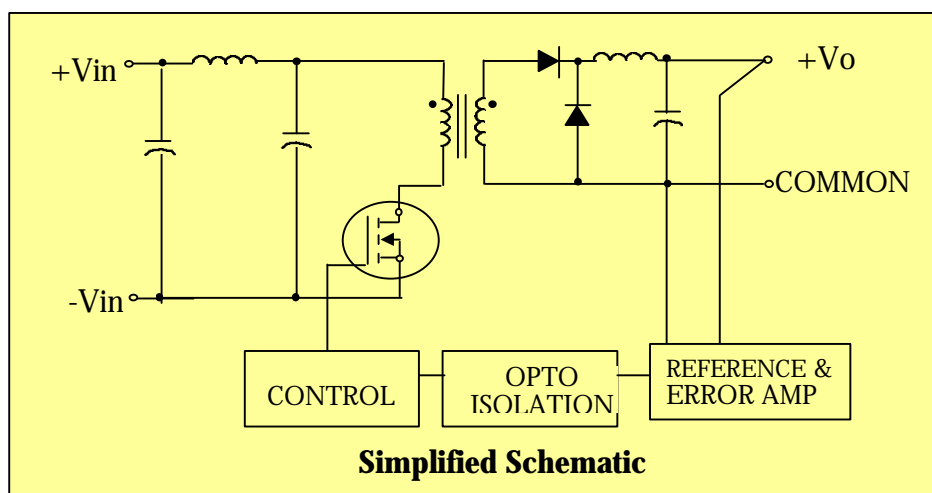 +Vin
+Vo
COMMON
-Vin
CONTROL
OPTO
ISOLATION
REFERENCE &
ERROR AMP
Simplified Schematic